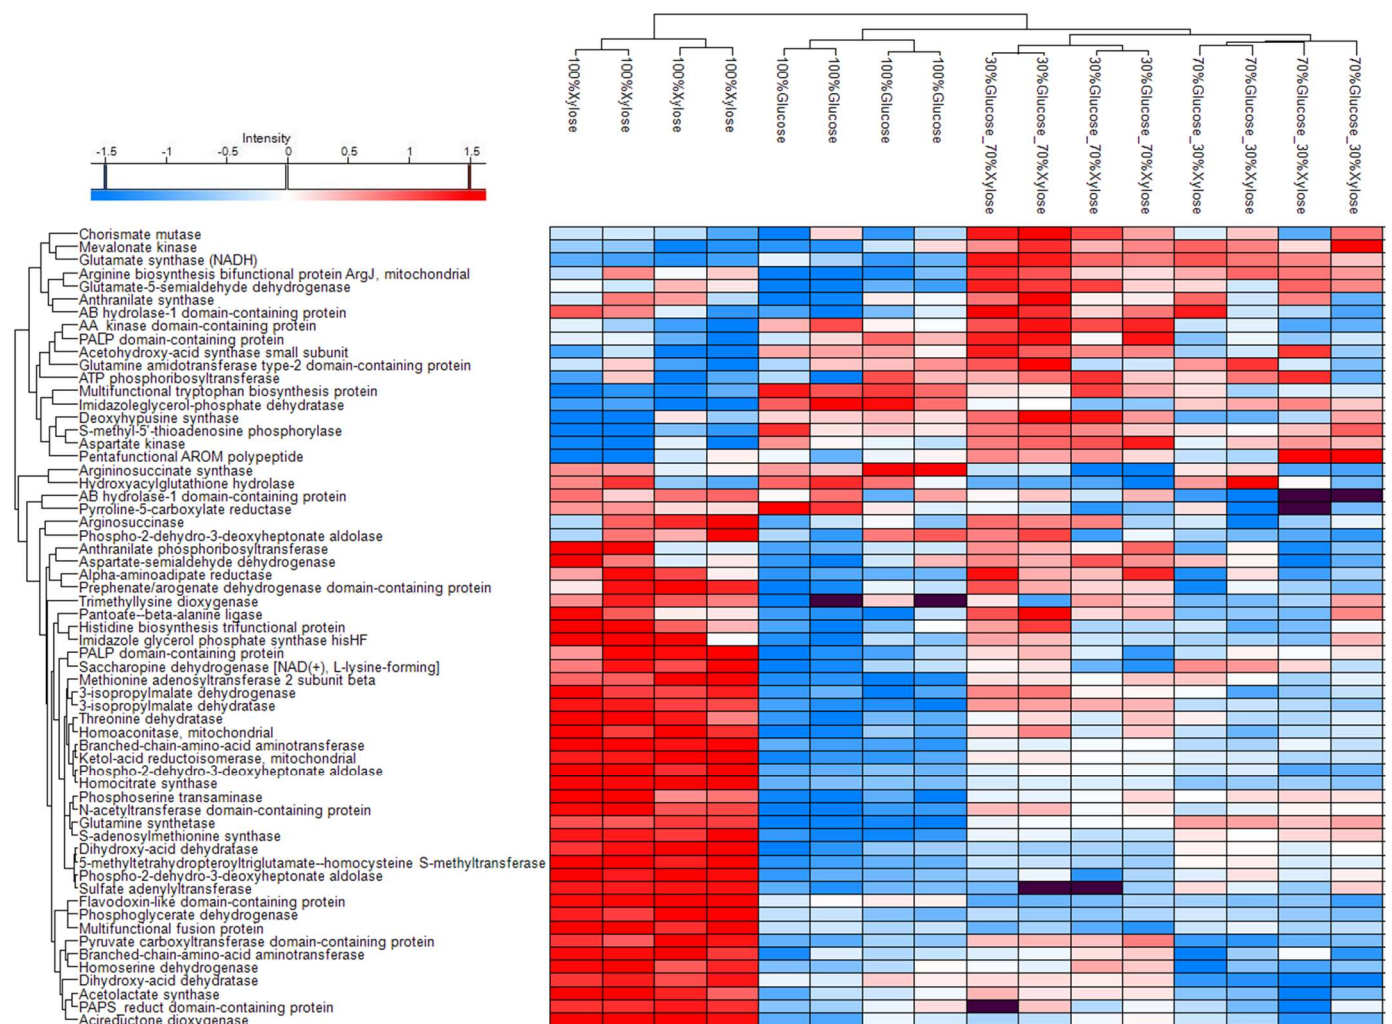 100%Xylose
100%Xylose
100%Xylose
100%Xylose
100%Glucose
100%Glucose
100%Glucose
100%Glucose
30%Glucose_70%Xylose
30%Glucose_70%Xylose
30%Glucose_70%Xylose
30%Glucose_70%Xylose
70%Glucose_30%Xylose
70%Glucose_30%Xylose
70%Glucose_30%Xylose
70%Glucose_30%Xylose
Intensity
-1.5 -1 -0.5 0 0.5 1 1.5
Chorismate mutase
Mevalonate kinase
Glutamate synthase (NADH)
Arginine biosynthesis bifunctional protein ArgJ, mitochondrial
Glutamate-5-semialdehyde dehydrogenase
Anthranilate synthase
AB hydrolase-1 domain-containing protein
AA_kinase domain-containing protein
PALP domain-containing protein
Acetohydroxy-acid synthase small subunit
Glutamine amidotransferase type-2 domain-containing protein
ATP phosphoribosyltransferase
Multifunctional tryptophan biosynthesis protein
Imidazoleglycerol-phosphate dehydratase
Deoxyhypusine synthase
S-methyl-5'-thioadenosine phosphorylase
Aspartate kinase
Pentafunctional AROM polypeptide
Argininosuccinate synthase
Hydroxyacylglutathione hydrolase
AB hydrolase-1 domain-containing protein
Pyrroline-5-carboxylate reductase
Arginosuccinase
Phospho-2-dehydro-3-deoxyheptonate aldolase
Anthranilate phosphoribosyltransferase
Aspartate-semialdehyde dehydrogenase
Alpha-aminoadipate reductase
Prephenate/arogenate dehydrogenase domain-containing protein
Trimethyllysine dioxygenase
Pantoate--beta-alanine ligase
Histidine biosynthesis trifunctional protein
Imidazole glycerol phosphate synthase hisHF
PALP domain-containing protein
Saccharopine dehydrogenase [NAD(+), L-lysine-forming]
Methionine adenosyltransferase 2 subunit beta
3-isopropylmalate dehydrogenase
3-isopropylmalate dehydratase
Threonine dehydratase
Homoaconitase, mitochondrial
Branched-chain-amino-acid aminotransferase
Ketol-acid reductoisomerase, mitochondrial
Phospho-2-dehydro-3-deoxyheptonate aldolase
Homocitrate synthase
Phosphoserine transaminase
N-acetyltransferase domain-containing protein
Glutamine synthetase
S-adenosylmethionine synthase
Dihydroxy-acid dehydratase
5-methyltetrahydropteroyltriglutamate--homocysteine S-methyltransferase
Phospho-2-dehydro-3-deoxyheptonate aldolase
Sulfate adenylyltransferase
Flavodoxin-like domain-containing protein
Phosphoglycerate dehydrogenase
Multifunctional fusion protein
Pyruvate carboxyltransferase domain-containing protein
Branched-chain-amino-acid aminotransferase
Homoserine dehydrogenase
Dihydroxy-acid dehydratase
Acetolactate synthase
PAPS_reduct domain-containing protein
Acireductone dioxygenase